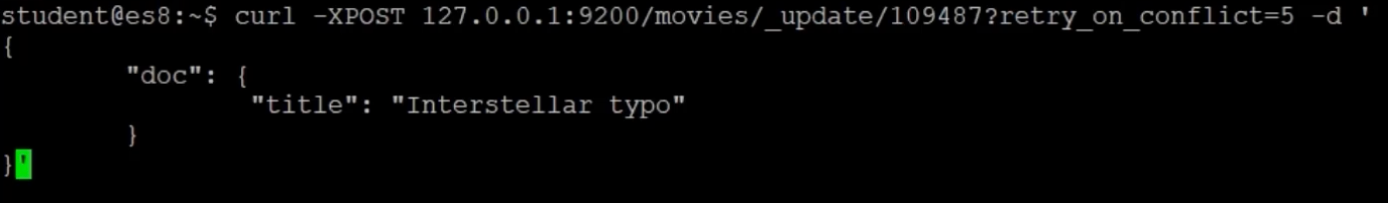 student@es8:~$ curl -XPOST 127.0.0.1:9200/movies/_update/109487?retry_on_conflict=5 -d '
{
        "doc": {
                "title": "Interstellar typo"
        }
}'